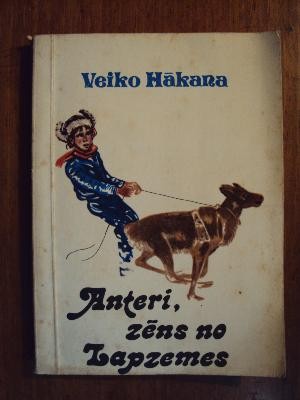 Veiko Hākana
Anteri,
zēns no
Lapzemes